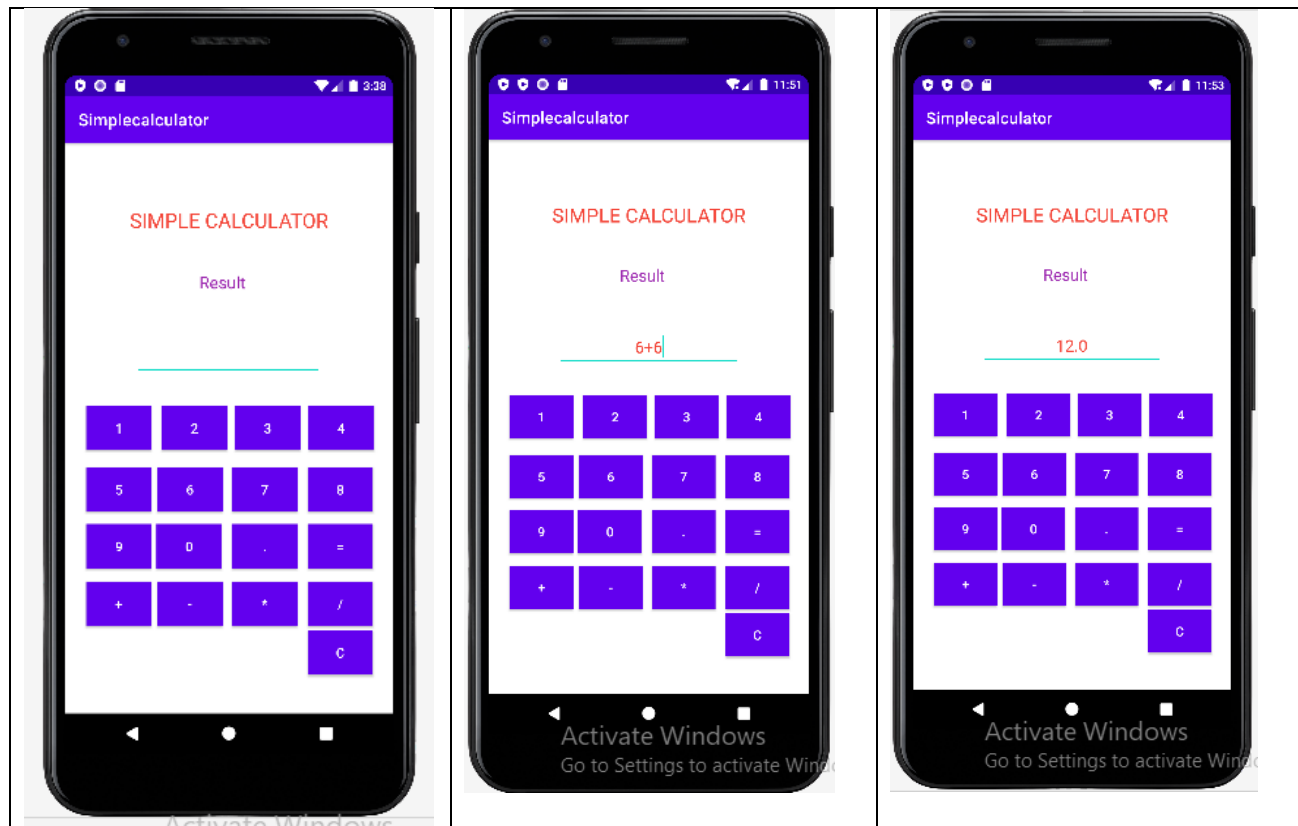 3:38
Simplecalculator
SIMPLE CALCULATOR
Result
1 2 3 4
5 6 7 8
9 0 . =
+ - * /
C
Activate Windows
11:51
Simplecalculator
SIMPLE CALCULATOR
Result
6+6
1 2 3 4
5 6 7 8
9 0 . =
+ - * /
C
Activate Windows
Go to Settings to activate Windo
11:53
Simplecalculator
SIMPLE CALCULATOR
Result
12.0
1 2 3 4
5 6 7 8
9 0 . =
+ - * /
C
Activate Windows
Go to Settings to activate Windo